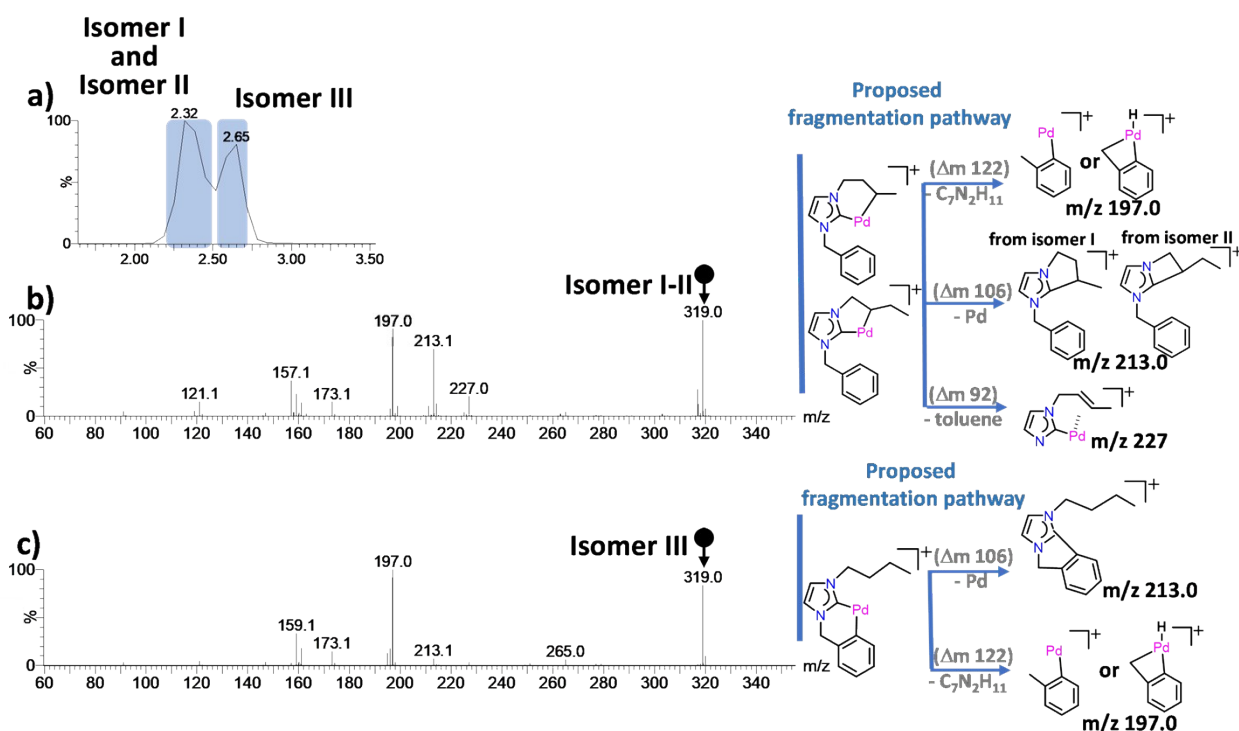 Isomer I
and
Isomer II
Isomer III
a)
100
%
0
2.32
2.65
2.00 2.50 3.00 3.50
b)
Isomer I-II
100
%
0
121.1
157.1
173.1
197.0
213.1
227.0
319.0
m/z
60 80 100 120 140 160 180 200 220 240 260 280 300 320 340
c)
Isomer III
100
%
0
159.1
173.1
197.0
213.1
265.0
319.0
m/z
60 80 100 120 140 160 180 200 220 240 260 280 300 320 340
Proposed
fragmentation pathway
N
N
Pd
+
N
N
Pd
+
(Δm 122)
- C7N2H11
Pd
+
or
H
Pd
+
m/z 197.0
(Δm 106)
- Pd
from isomer I
from isomer II
N
N
+
N
N
+
m/z 213.0
(Δm 92)
- toluene
N
N
Pd
+
m/z 227
Proposed
fragmentation pathway
N
N
Pd
+
(Δm 106)
- Pd
N
N
+
m/z 213.0
(Δm 122)
- C7N2H11
Pd
+
or
H
Pd
+
m/z 197.0